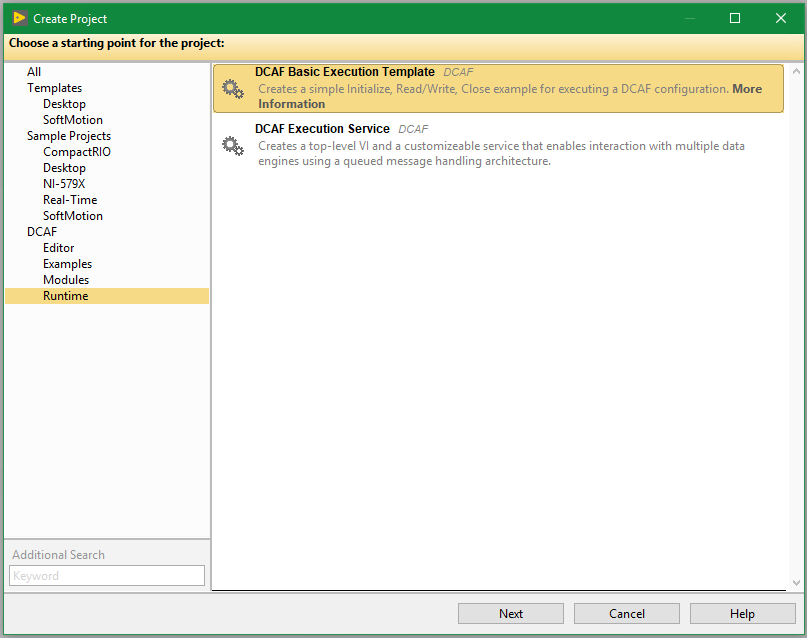 Create Project
Choose a starting point for the project:
All
Templates
Desktop
SoftMotion
Sample Projects
CompactRIO
Desktop
NI-579X
Real-Time
SoftMotion
DCAF
Editor
Examples
Modules
Runtime
DCAF Basic Execution Template DCAF
Creates a simple Initialize, Read/Write, Close example for executing a DCAF configuration. More
Information
DCAF Execution Service DCAF
Creates a top-level VI and a customizeable service that enables interaction with multiple data
engines using a queued message handling architecture.
Additional Search
Keyword
Next Cancel Help